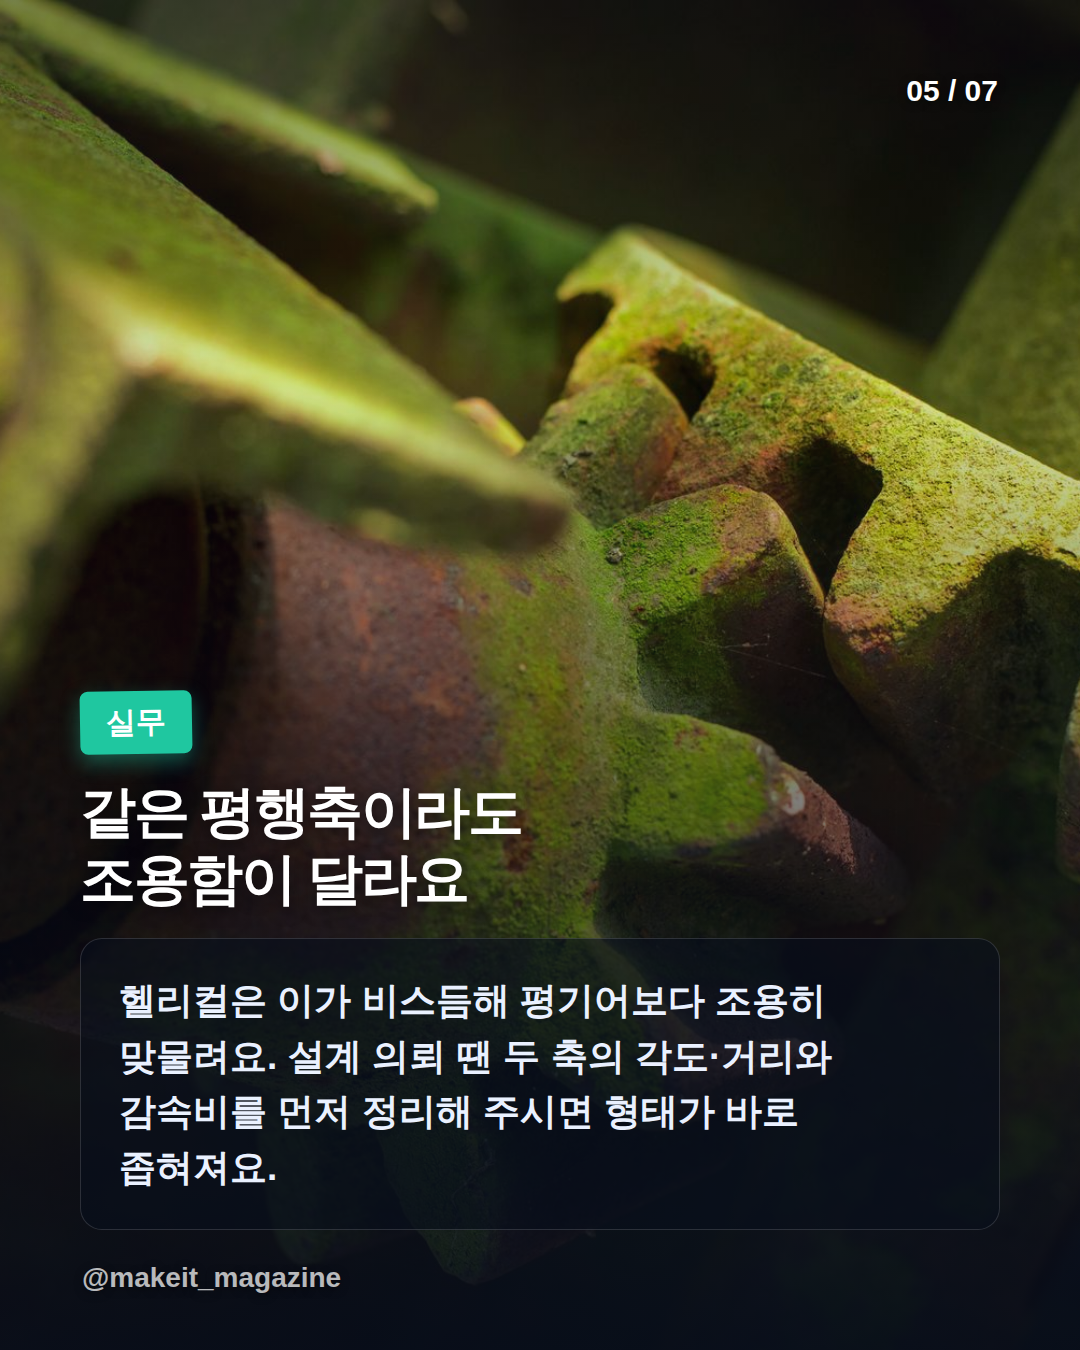 05 / 07
실무
같은 평행축이라도
조용함이 달라요
헬리컬은 이가 비스듬해 평기어보다 조용히
맞물려요. 설계 의뢰 땐 두 축의 각도·거리와
감속비를 먼저 정리해 주시면 형태가 바로
좁혀져요.
@makeit_magazine